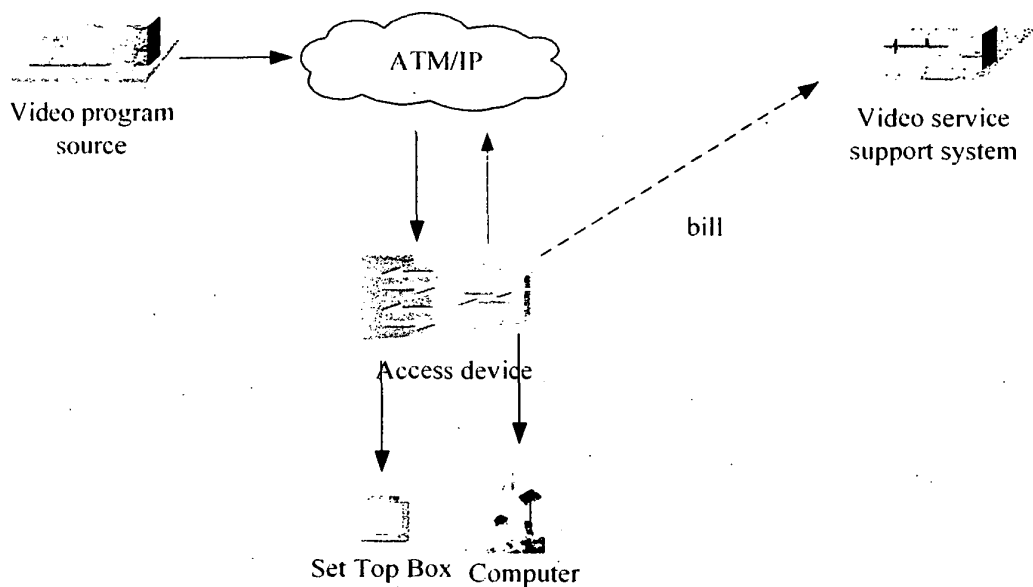 ATM/IP
Video program
source
Video service
support system
bill
Access device
Set Top Box
Computer